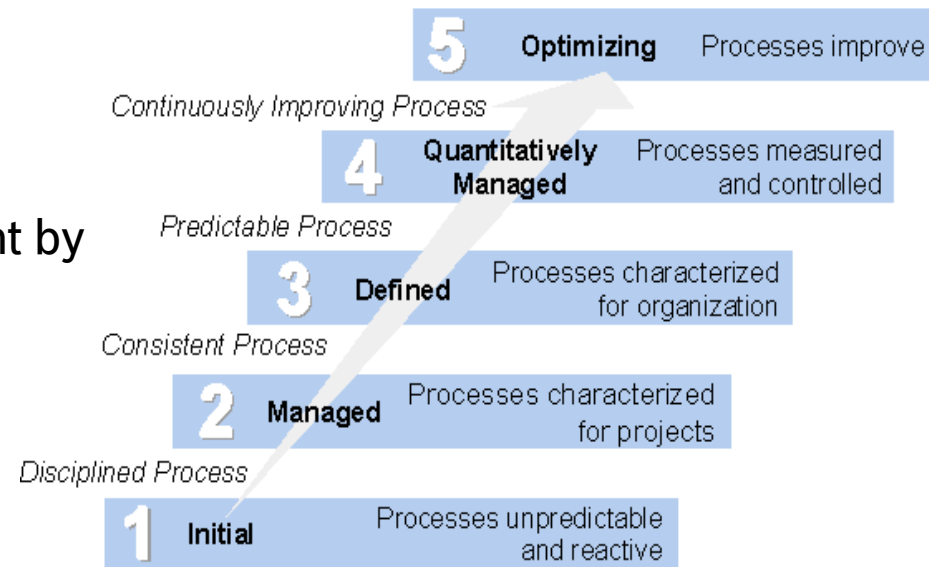 5 Optimizing Processes improve
Continuously Improving Process
4 Quantitatively Managed Processes measured and controlled
Predictable Process
nt by
3 Defined Processes characterized for organization
Consistent Process
2 Managed Processes characterized for projects
Disciplined Process
1 Initial Processes unpredictable and reactive